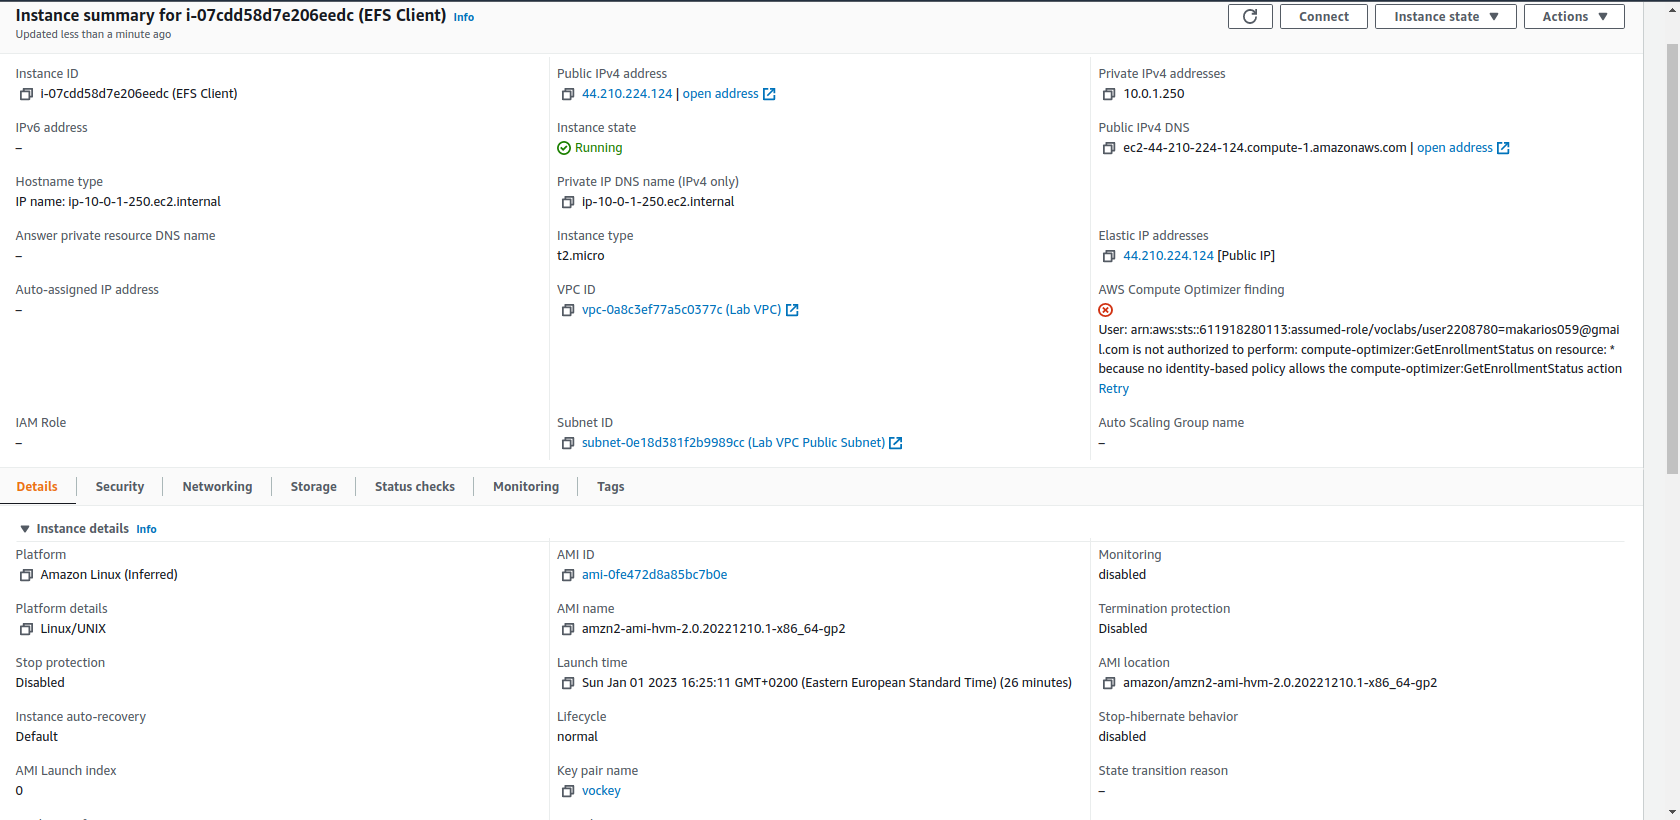 Instance summary for i-07cdd58d7e206eedc (EFS Client) Info
Updated less than a minute ago
Connect
Instance state
Actions
Instance ID
i-07cdd58d7e206eedc (EFS Client)
Public IPv4 address
44.210.224.124 | open address
Private IPv4 addresses
10.0.1.250
IPv6 address
–
Instance state
Running
Public IPv4 DNS
ec2-44-210-224-124.compute-1.amazonaws.com | open address
Hostname type
IP name: ip-10-0-1-250.ec2.internal
Private IP DNS name (IPv4 only)
ip-10-0-1-250.ec2.internal
Answer private resource DNS name
–
Instance type
t2.micro
Elastic IP addresses
44.210.224.124 [Public IP]
Auto-assigned IP address
–
VPC ID
vpc-0a8c3ef77a5c0377c (Lab VPC)
AWS Compute Optimizer finding
User: arn:aws:sts::611918280113:assumed-role/voclabs/user2208780=makarios059@gmai
l.com is not authorized to perform: compute-optimizer:GetEnrollmentStatus on resource: *
because no identity-based policy allows the compute-optimizer:GetEnrollmentStatus action
Retry
IAM Role
–
Subnet ID
subnet-0e18d381f2b9989cc (Lab VPC Public Subnet)
Auto Scaling Group name
–
Details
Security
Networking
Storage
Status checks
Monitoring
Tags
Instance details Info
Platform
Amazon Linux (Inferred)
AMI ID
ami-0fe472d8a85bc7b0e
Monitoring
disabled
Platform details
Linux/UNIX
AMI name
amzn2-ami-hvm-2.0.20221210.1-x86_64-gp2
Termination protection
Disabled
Stop protection
Disabled
Launch time
Sun Jan 01 2023 16:25:11 GMT+0200 (Eastern European Standard Time) (26 minutes)
AMI location
amazon/amzn2-ami-hvm-2.0.20221210.1-x86_64-gp2
Instance auto-recovery
Default
Lifecycle
normal
Stop-hibernate behavior
disabled
AMI Launch index
0
Key pair name
vockey
State transition reason
–